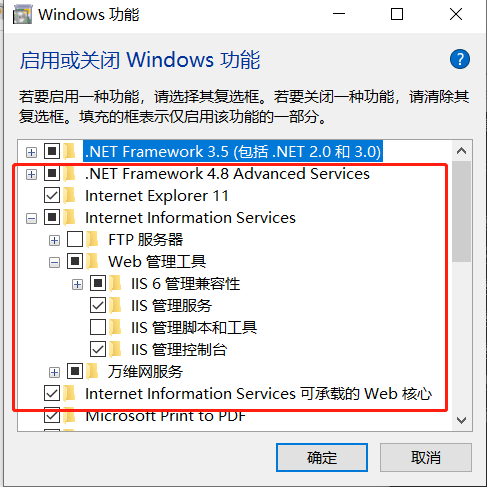 Windows 功能
启用或关闭 Windows 功能
?
若要启用一种功能，请选择其复选框。若要关闭一种功能，请清除其
复选框。填充的框表示仅启用该功能的一部分。
.NET Framework 3.5 (包括 .NET 2.0 和 3.0)
.NET Framework 4.8 Advanced Services
Internet Explorer 11
Internet Information Services
FTP 服务器
Web 管理工具
IIS 6 管理兼容性
IIS 管理服务
IIS 管理脚本和工具
IIS 管理控制台
万维网服务
Internet Information Services 可承载的 Web 核心
Microsoft Print to PDF
确定
取消